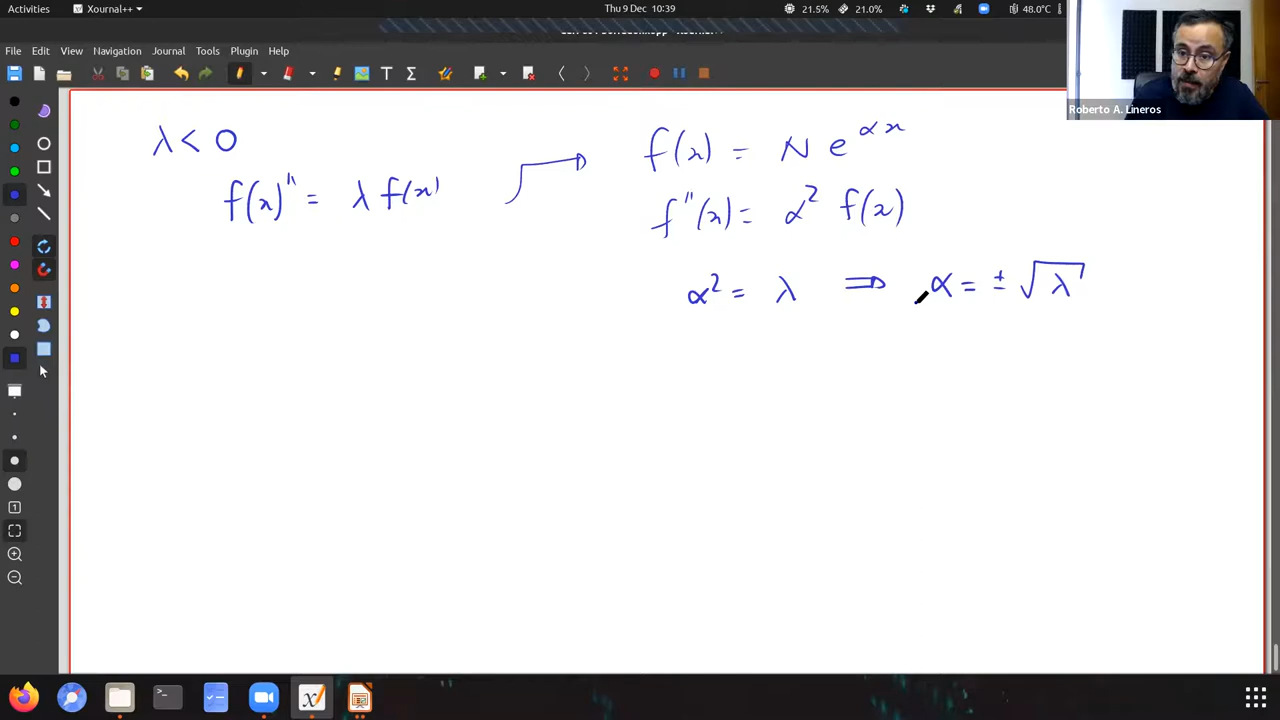 Activities
Xournal++
Thu 9 Dec 10:39
21.5%
21.0%
48.0°C
File Edit View Navigation Journal Tools Plugin Help
Roberto A. Lineros
λ < 0
f(x)'' = λ f(x)
f(x) = N e^{αx}
f''(x) = α² f(x)
α² = λ ⇒ α = ±√λ